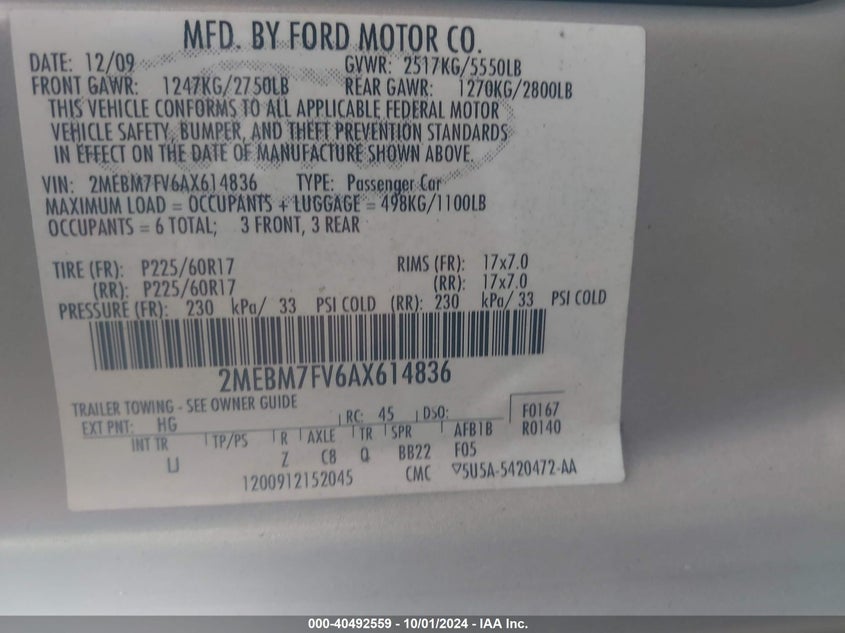 MFD. BY FORD MOTOR CO.
DATE: 12/09 GVWR: 2517KG/5550LB
FRONT GAWR: 1247KG/2750LB REAR GAWR: 1270KG/2800LB
THIS VEHICLE CONFORMS TO ALL APPLICABLE FEDERAL MOTOR
VEHICLE SAFETY, BUMPER, AND THEFT PREVENTION STANDARDS
IN EFFECT ON THE DATE OF MANUFACTURE SHOWN ABOVE.
VIN: 2MEBM7FV6AX614836 TYPE: Passenger Car
MAXIMUM LOAD = OCCUPANTS + LUGGAGE = 498KG/1100LB
OCCUPANTS = 6 TOTAL; 3 FRONT, 3 REAR
TIRE (FR): P225/60R17 RIMS (FR): 17x7.0
(RR): P225/60R17 (RR): 17x7.0
PRESSURE (FR): 230 kPa/ 33 PSI COLD (RR): 230 kPa/ 33 PSI COLD
2MEBM7FV6AX614836
TRAILER TOWING - SEE OWNER GUIDE
EXT PNT: HG RC: 45 DSO: F0167
INT TR TP/PS R AXLE TR SPR AFB1B R0140
U Z C8 Q BB22 F05
1200912152045 CMC 5U5A-5420472-AA
000-40492559 - 10/01/2024 - IAA Inc.